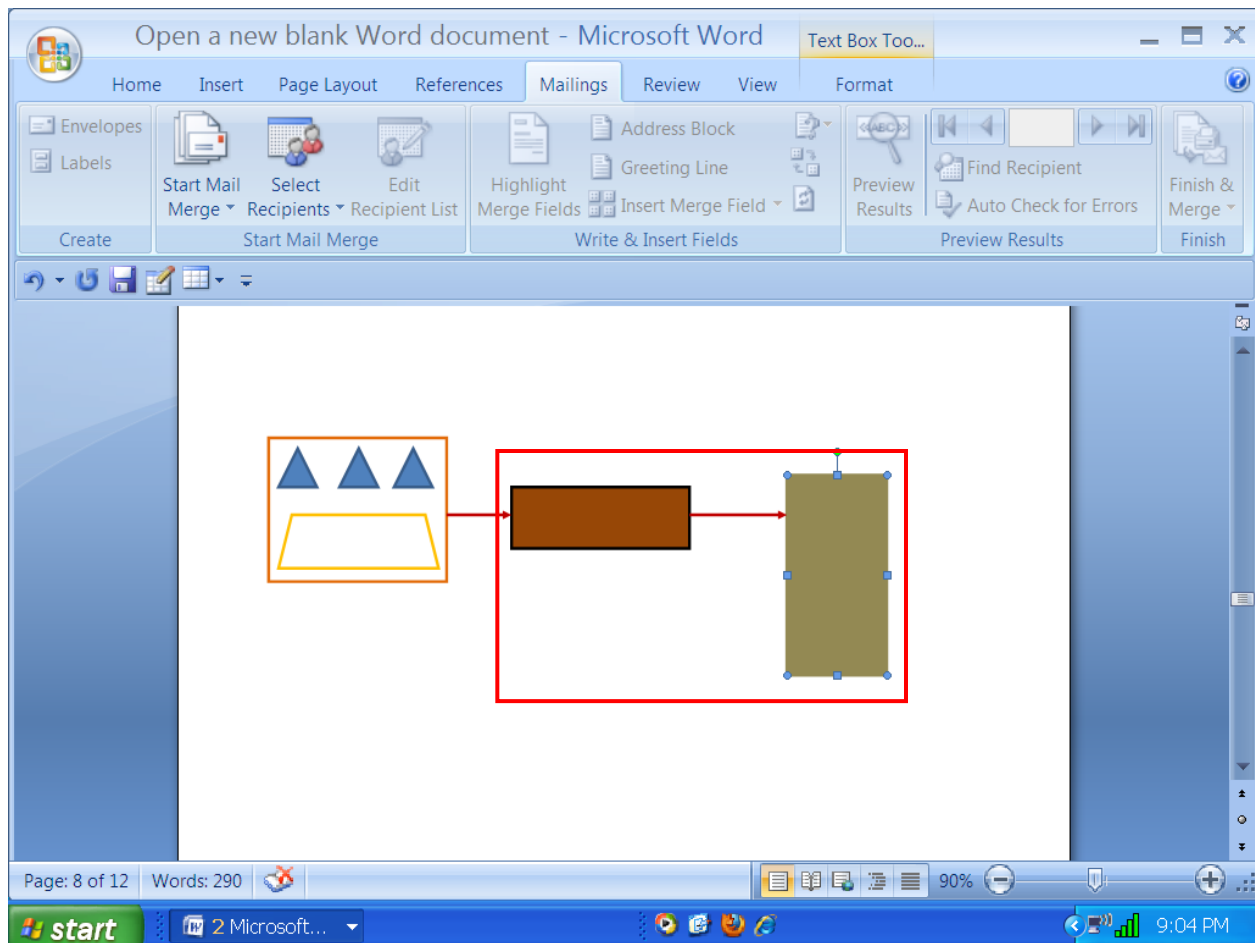 Open a new blank Word document - Microsoft Word
Text Box Too...
Home Insert Page Layout References Mailings Review View Format
Envelopes
Labels
Create
Start Mail Merge
Select Recipients
Edit Recipient List
Start Mail Merge
Highlight Merge Fields
Address Block
Greeting Line
Insert Merge Field
Write & Insert Fields
«ABC»
Preview Results
Find Recipient
Auto Check for Errors
Preview Results
Finish & Merge
Finish
Page: 8 of 12 Words: 290 90%
start 2 Microsoft... 9:04 PM